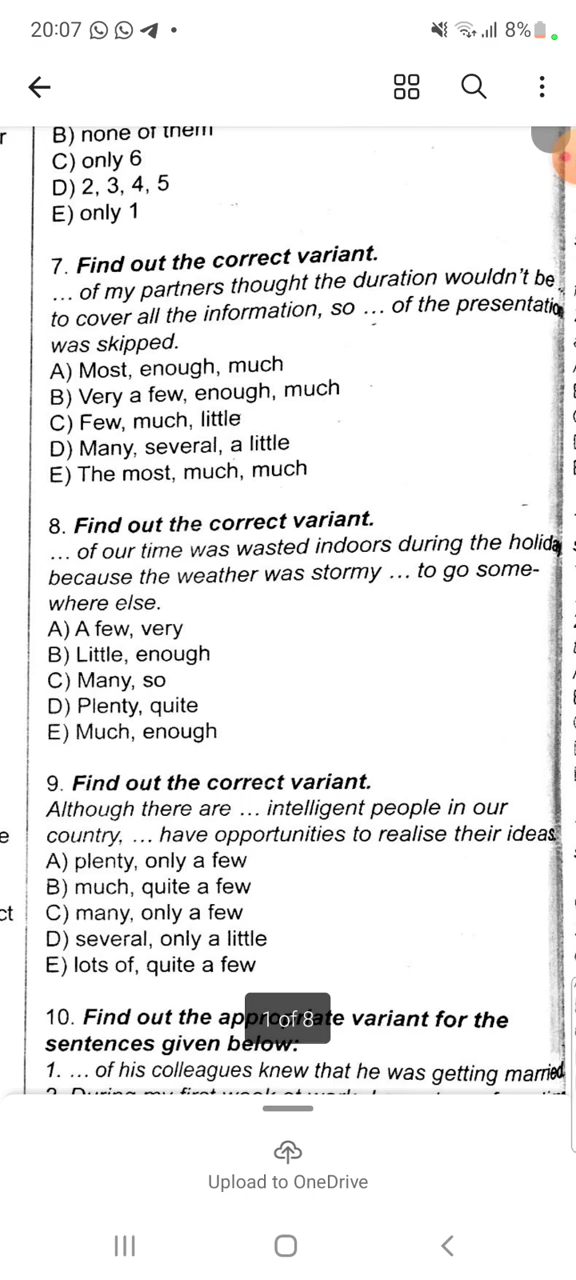 20:07
8%
B) none of them
C) only 6
D) 2, 3, 4, 5
E) only 1
7. Find out the correct variant.
... of my partners thought the duration wouldn't be ..
to cover all the information, so ... of the presentatio
was skipped.
A) Most, enough, much
B) Very a few, enough, much
C) Few, much, little
D) Many, several, a little
E) The most, much, much
8. Find out the correct variant.
... of our time was wasted indoors during the holiday
because the weather was stormy ... to go some-
where else.
A) A few, very
B) Little, enough
C) Many, so
D) Plenty, quite
E) Much, enough
9. Find out the correct variant.
Although there are ... intelligent people in our
country, ... have opportunities to realise their ideas
A) plenty, only a few
B) much, quite a few
C) many, only a few
D) several, only a little
E) lots of, quite a few
10. Find out the appropriate variant for the
1 of 8
sentences given below:
1. ... of his colleagues knew that he was getting married
Upload to OneDrive